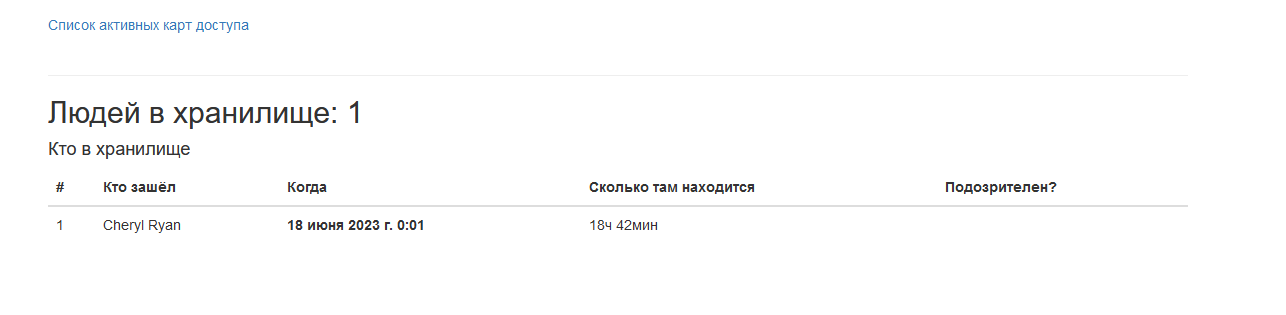 Список активных карт доступа
Людей в хранилище: 1
Кто в хранилище
# Кто зашёл Когда Сколько там находится Подозрителен?
1 Cheryl Ryan 18 июня 2023 г. 0:01 18ч 42мин